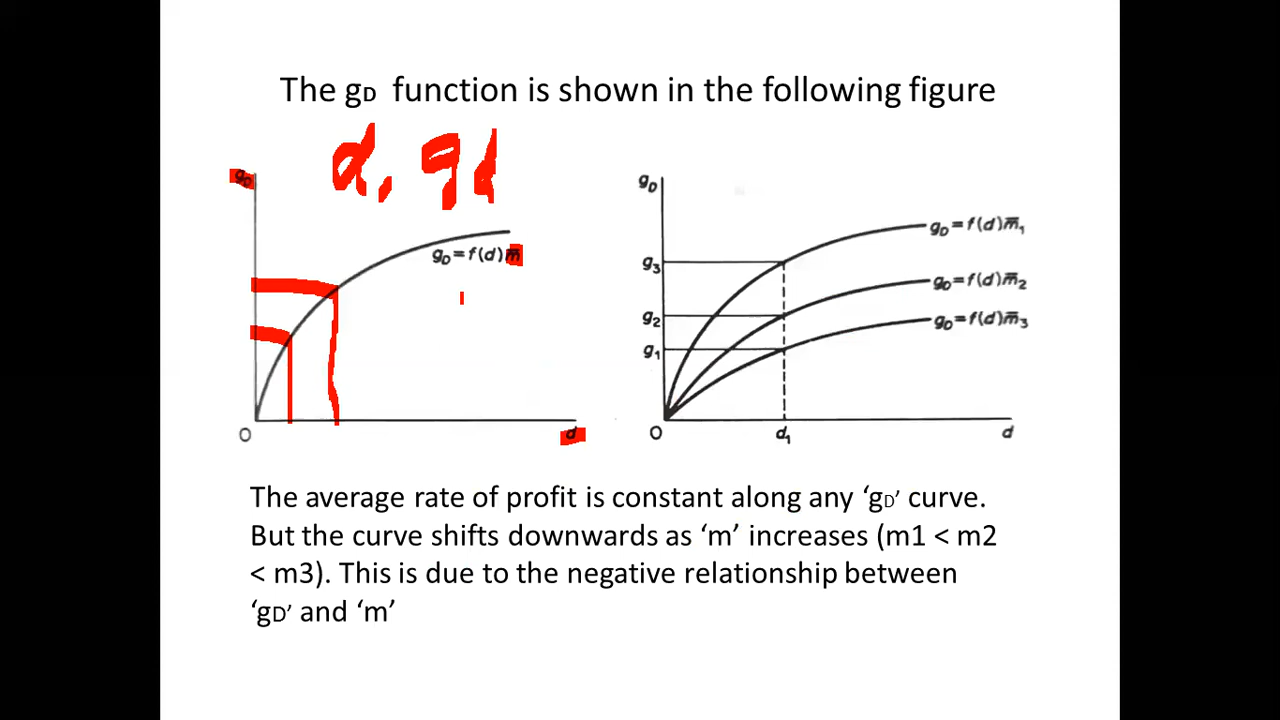 The gD function is shown in the following figure
d, gd
gD
gD = f(d) m̅
O
d
gD
g3
g2
g1
gD = f(d) m̅1
gD = f(d) m̅2
gD = f(d) m̅3
O
d1
d
The average rate of profit is constant along any ‘gD’ curve.
But the curve shifts downwards as ‘m’ increases (m1 < m2
< m3). This is due to the negative relationship between
‘gD’ and ‘m’